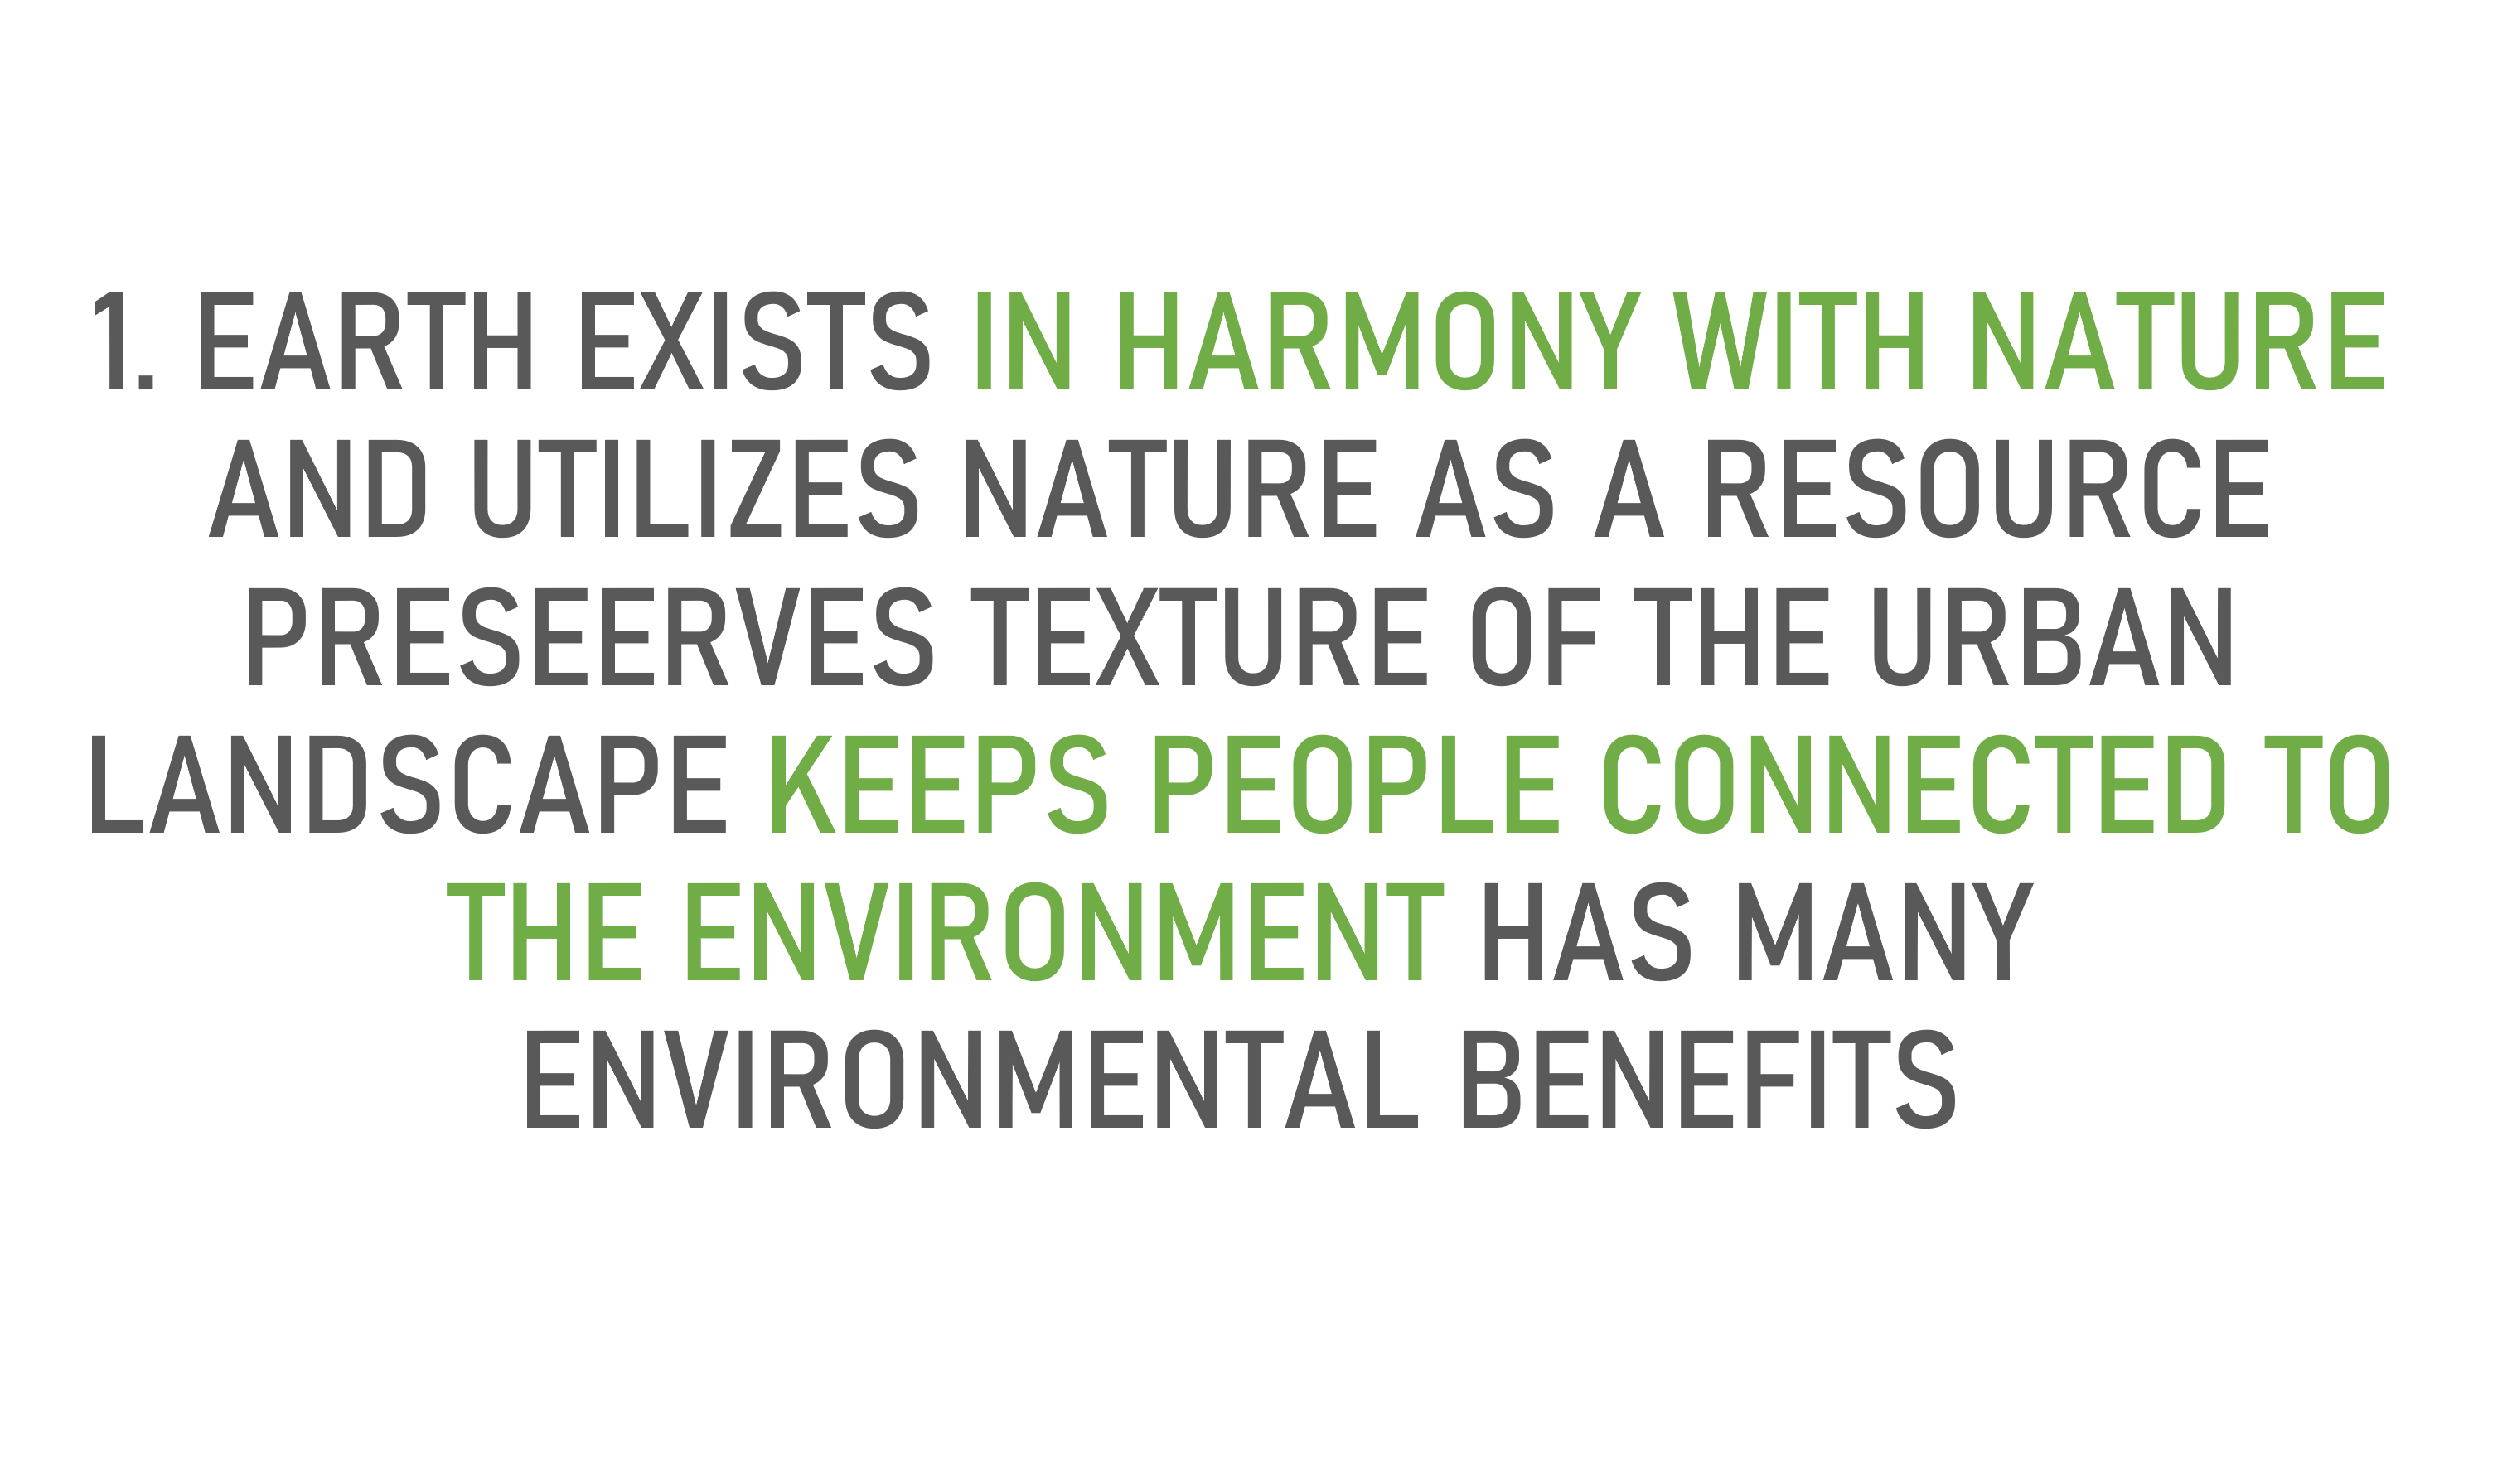 1. EARTH EXISTS IN HARMONY WITH NATURE
AND UTILIZES NATURE AS A RESOURCE
PRESEERVES TEXTURE OF THE URBAN
LANDSCAPE KEEPS PEOPLE CONNECTED TO
THE ENVIRONMENT HAS MANY
ENVIRONMENTAL BENEFITS